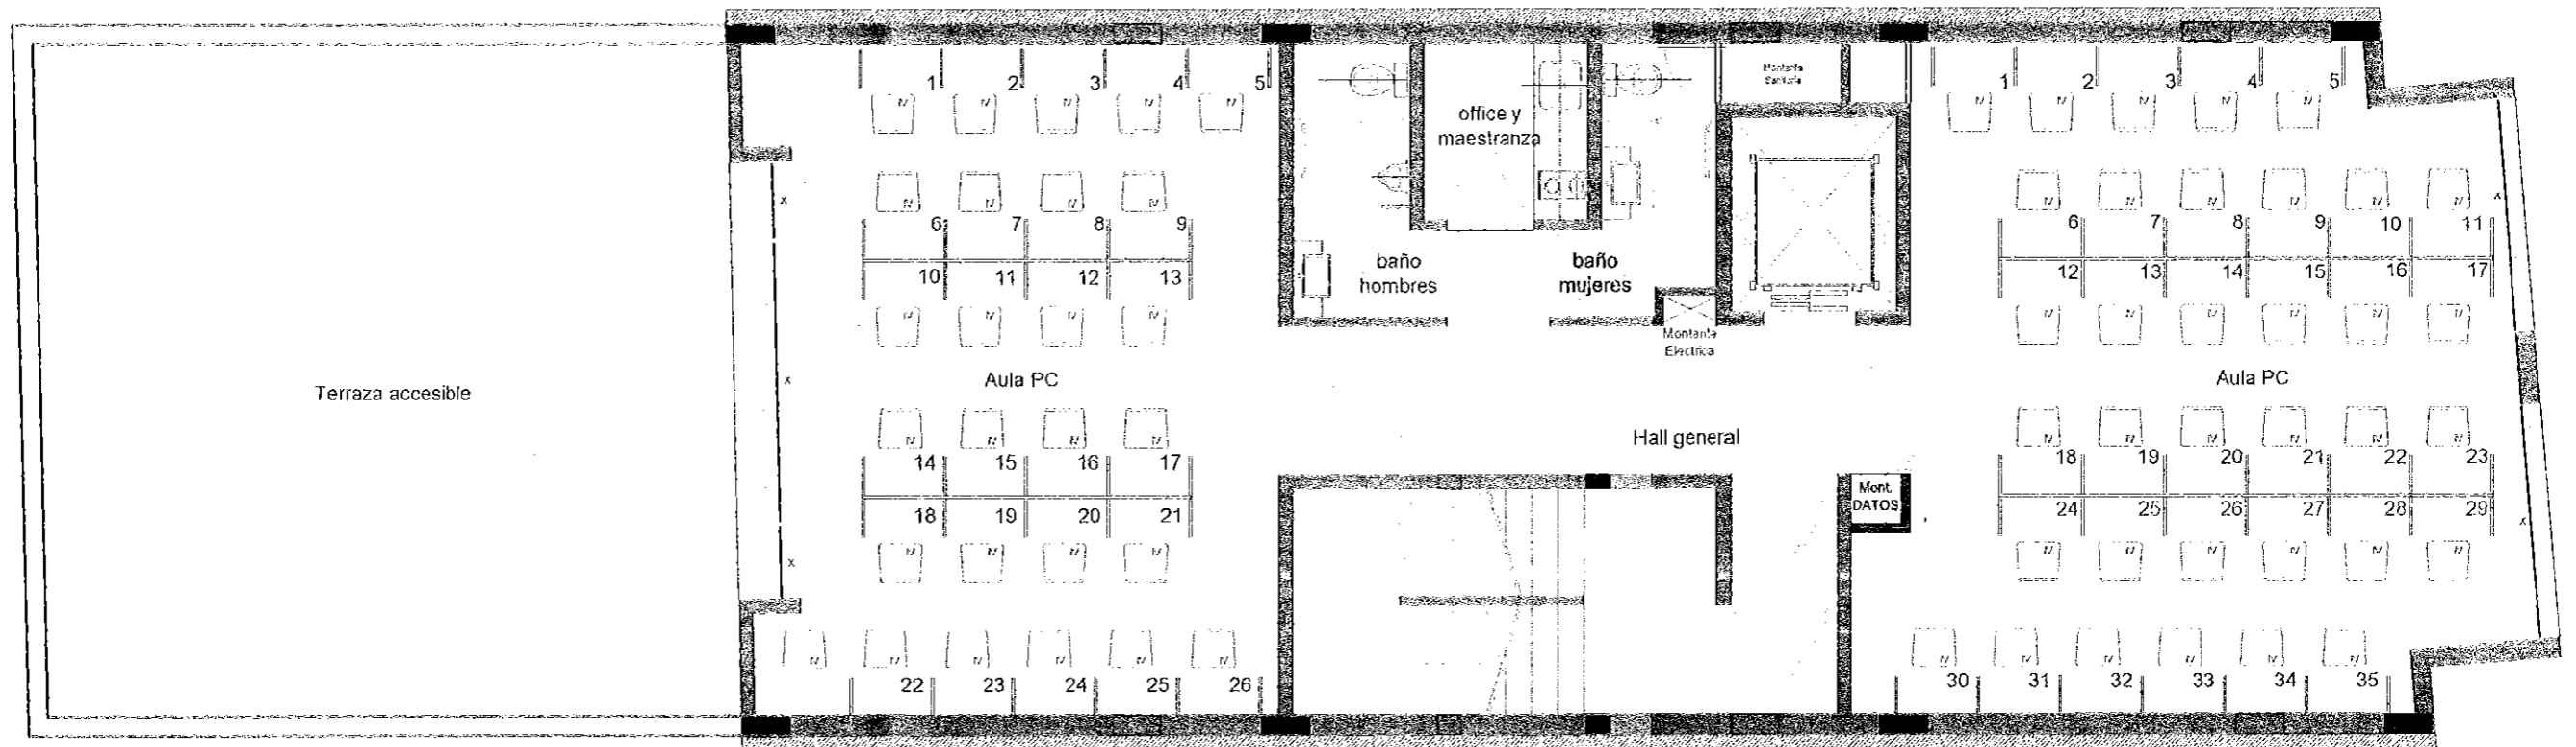 Terraza accesible
1 2 3 4 5
6 7 8 9
10 11 12 13
Aula PC
14 15 16 17
18 19 20 21
22 23 24 25 26
office y
maestranza
baño
hombres
baño
mujeres
Montante
Sanitaria
Montante
Electrica
Hall general
Mont.
DATOS
1 2 3 4 5
6 7 8 9 10 11
12 13 14 15 16 17
Aula PC
18 19 20 21 22 23
24 25 26 27 28 29
30 31 32 33 34 35